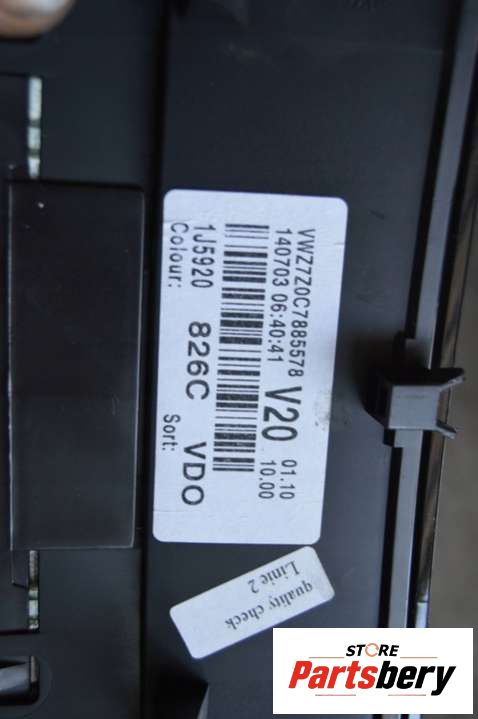 VWZ7Z0C7885578
140703 06:40:41
V20
01.10
10.00
1J5920 826C VDO
Colour: Sort:
quality check
Linie 2
STORE
Partsbery